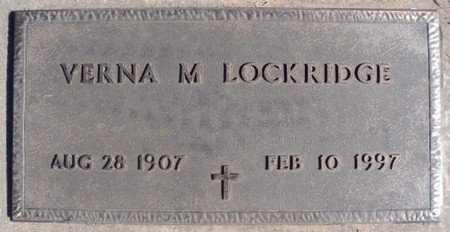 VERNA M LOCKRIDGE
AUG 28 1907 FEB 10 1997